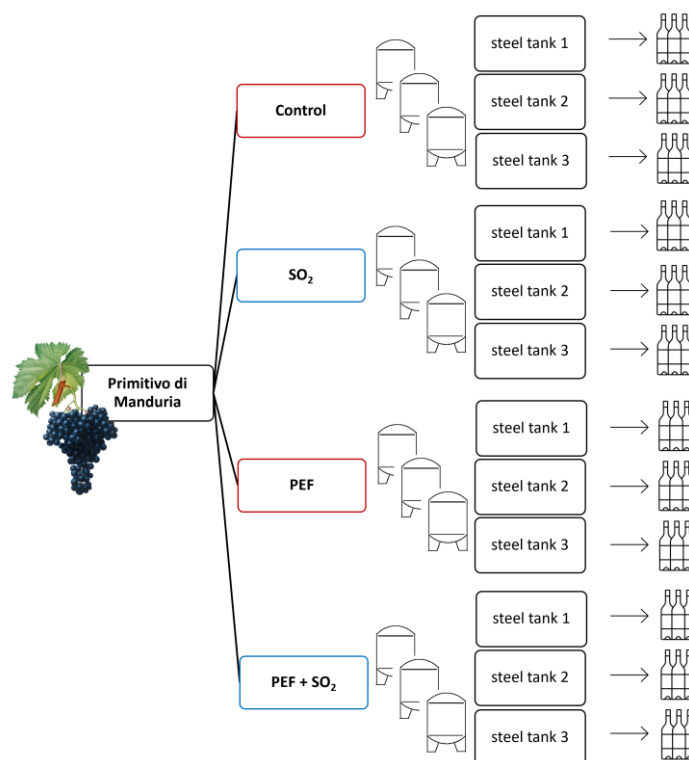 Primitivo di
Manduria
Control
steel tank 1
steel tank 2
steel tank 3
SO₂
steel tank 1
steel tank 2
steel tank 3
PEF
steel tank 1
steel tank 2
steel tank 3
PEF + SO₂
steel tank 1
steel tank 2
steel tank 3